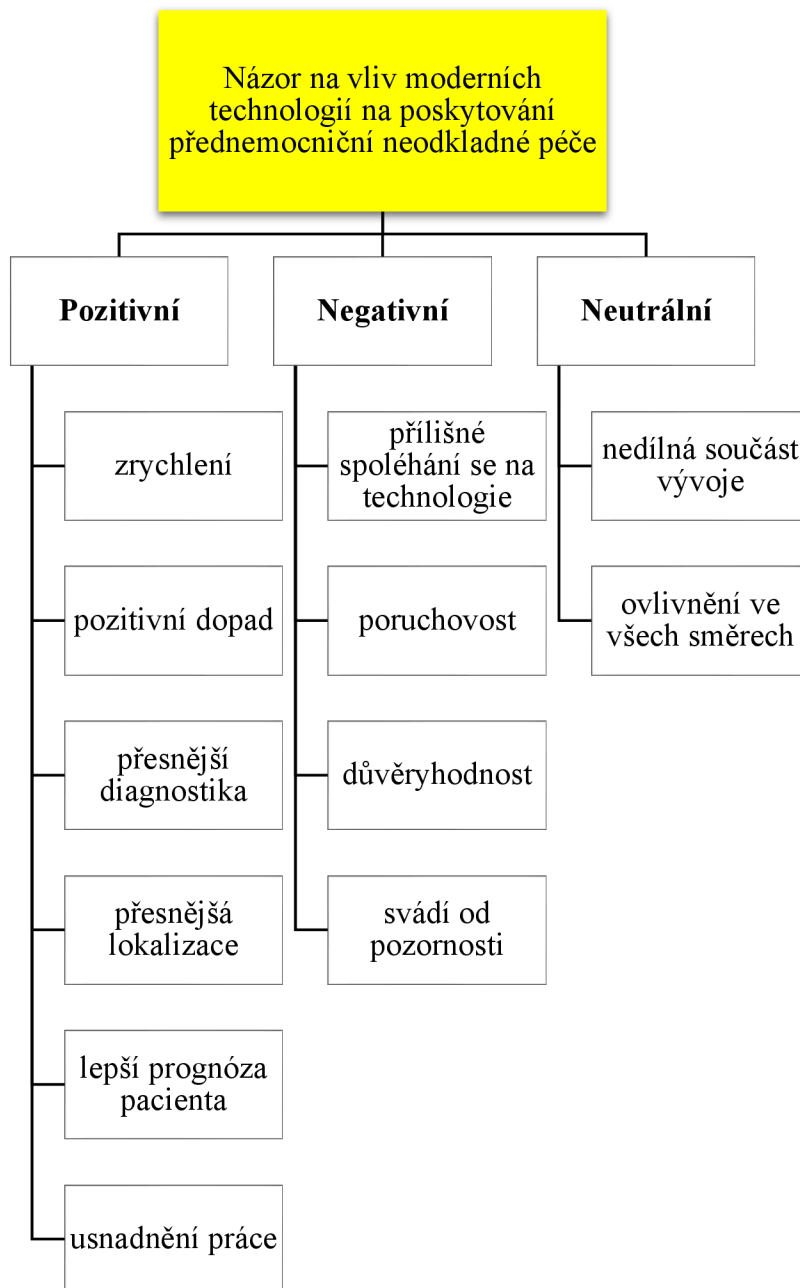 Názor na vliv moderních
technologií na poskytování
přednemocniční neodkladné péče
Pozitivní
zrychlení
pozitivní dopad
přesnější
diagnostika
přesnějšá
lokalizace
lepší prognóza
pacienta
usnadnění práce
Negativní
přílišné
spoléhání se na
technologie
poruchovost
důvěryhodnost
svádí od
pozornosti
Neutrální
nedílná součást
vývoje
ovlivnění ve
všech směrech